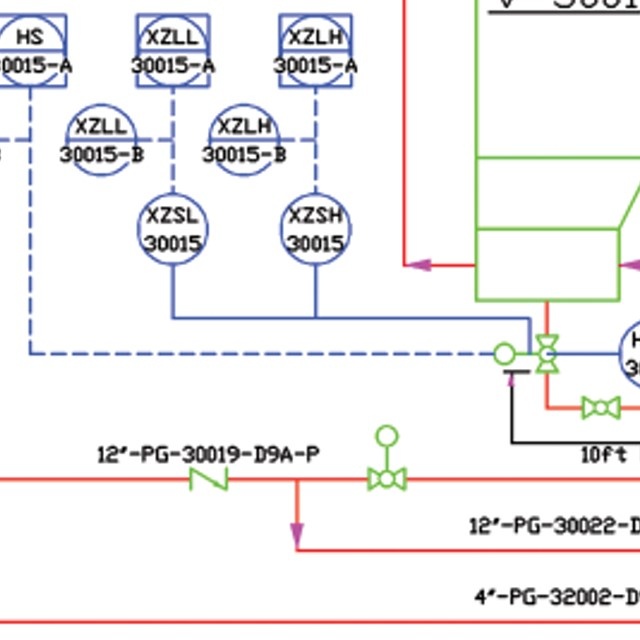 HS
XZLL
30015-A
XZLH
30015-A
XZLL
30015-B
XZLH
30015-B
XZSL
30015
XZSH
30015
12"-PG-30019-D9A-P
10ft
12"-PG-30022-D
4"-PG-32002-D